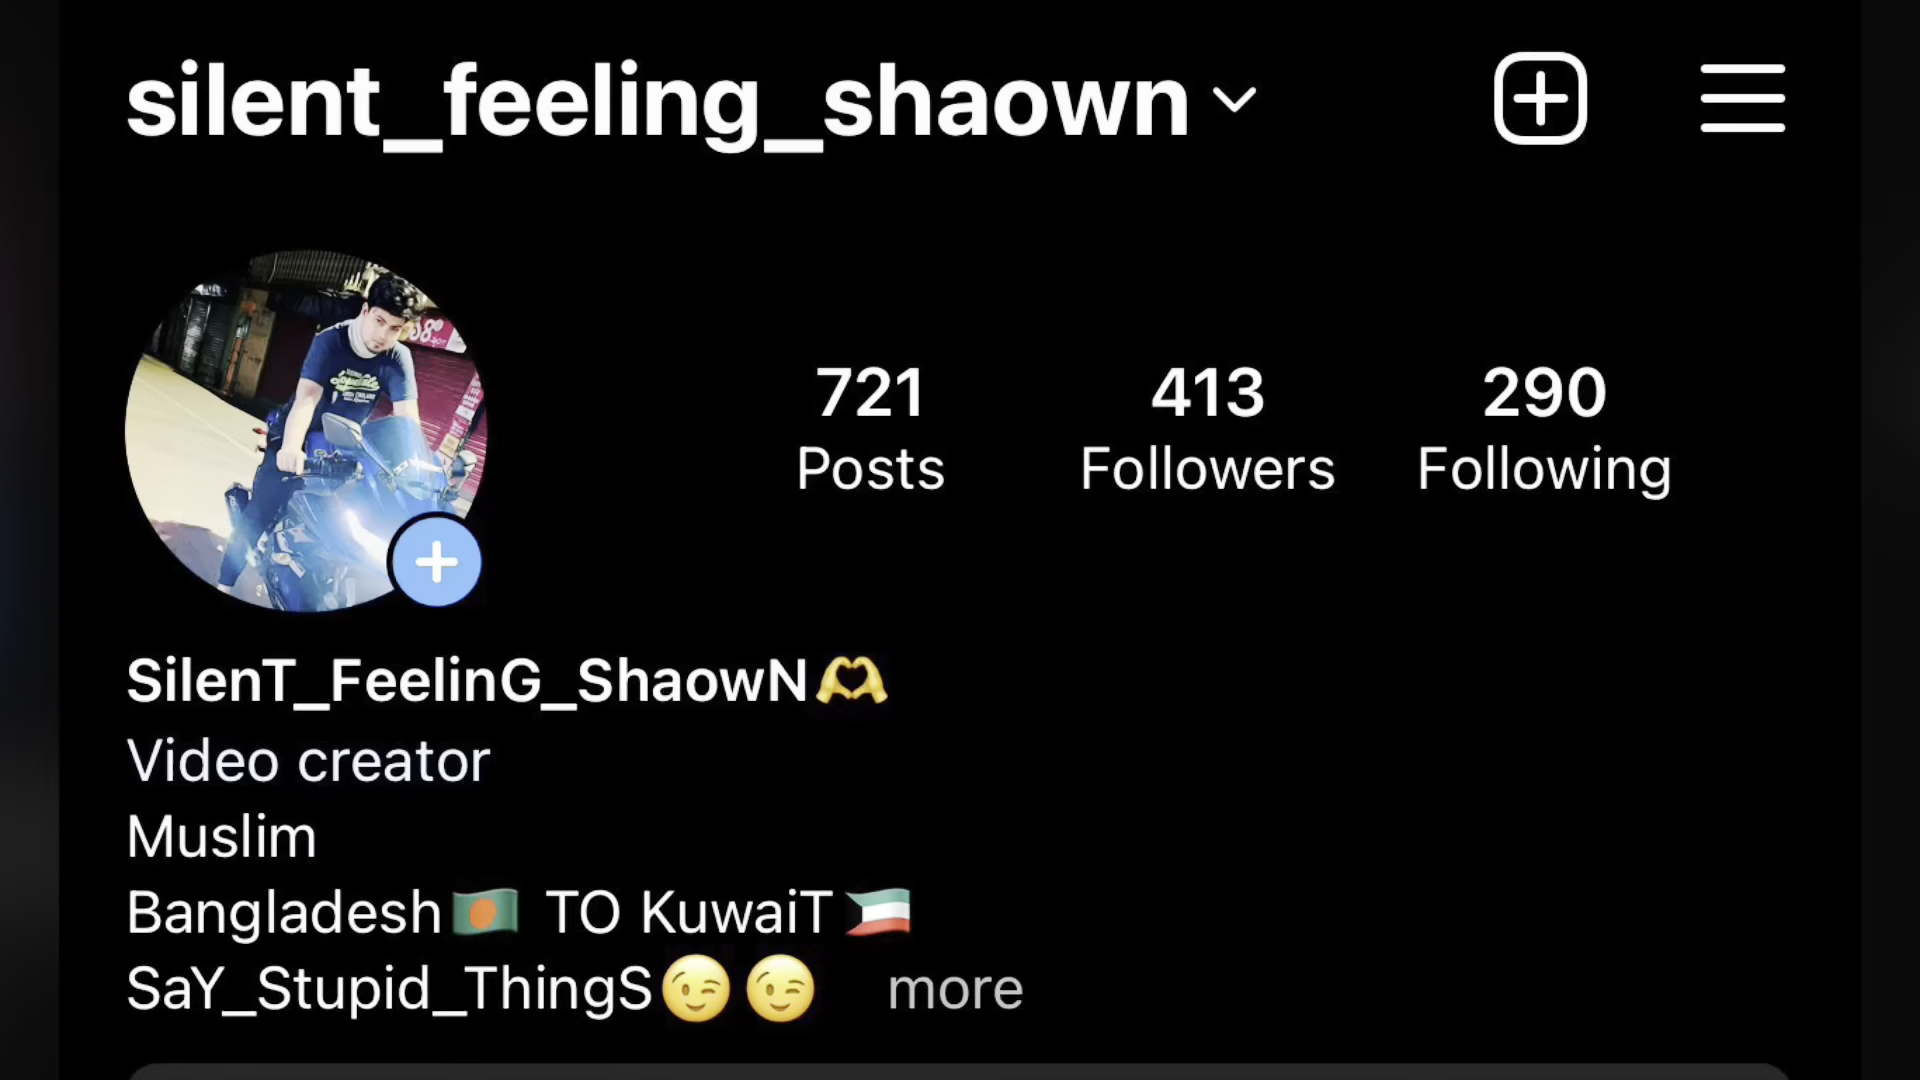 silent_feeling_shaown
721
Posts
413
Followers
290
Following
SilenT_FeelinG_ShaowN🫶
Video creator
Muslim
Bangladesh🇧🇩 TO KuwaiT🇰🇼
SaY_Stupid_ThingS😉😉 more